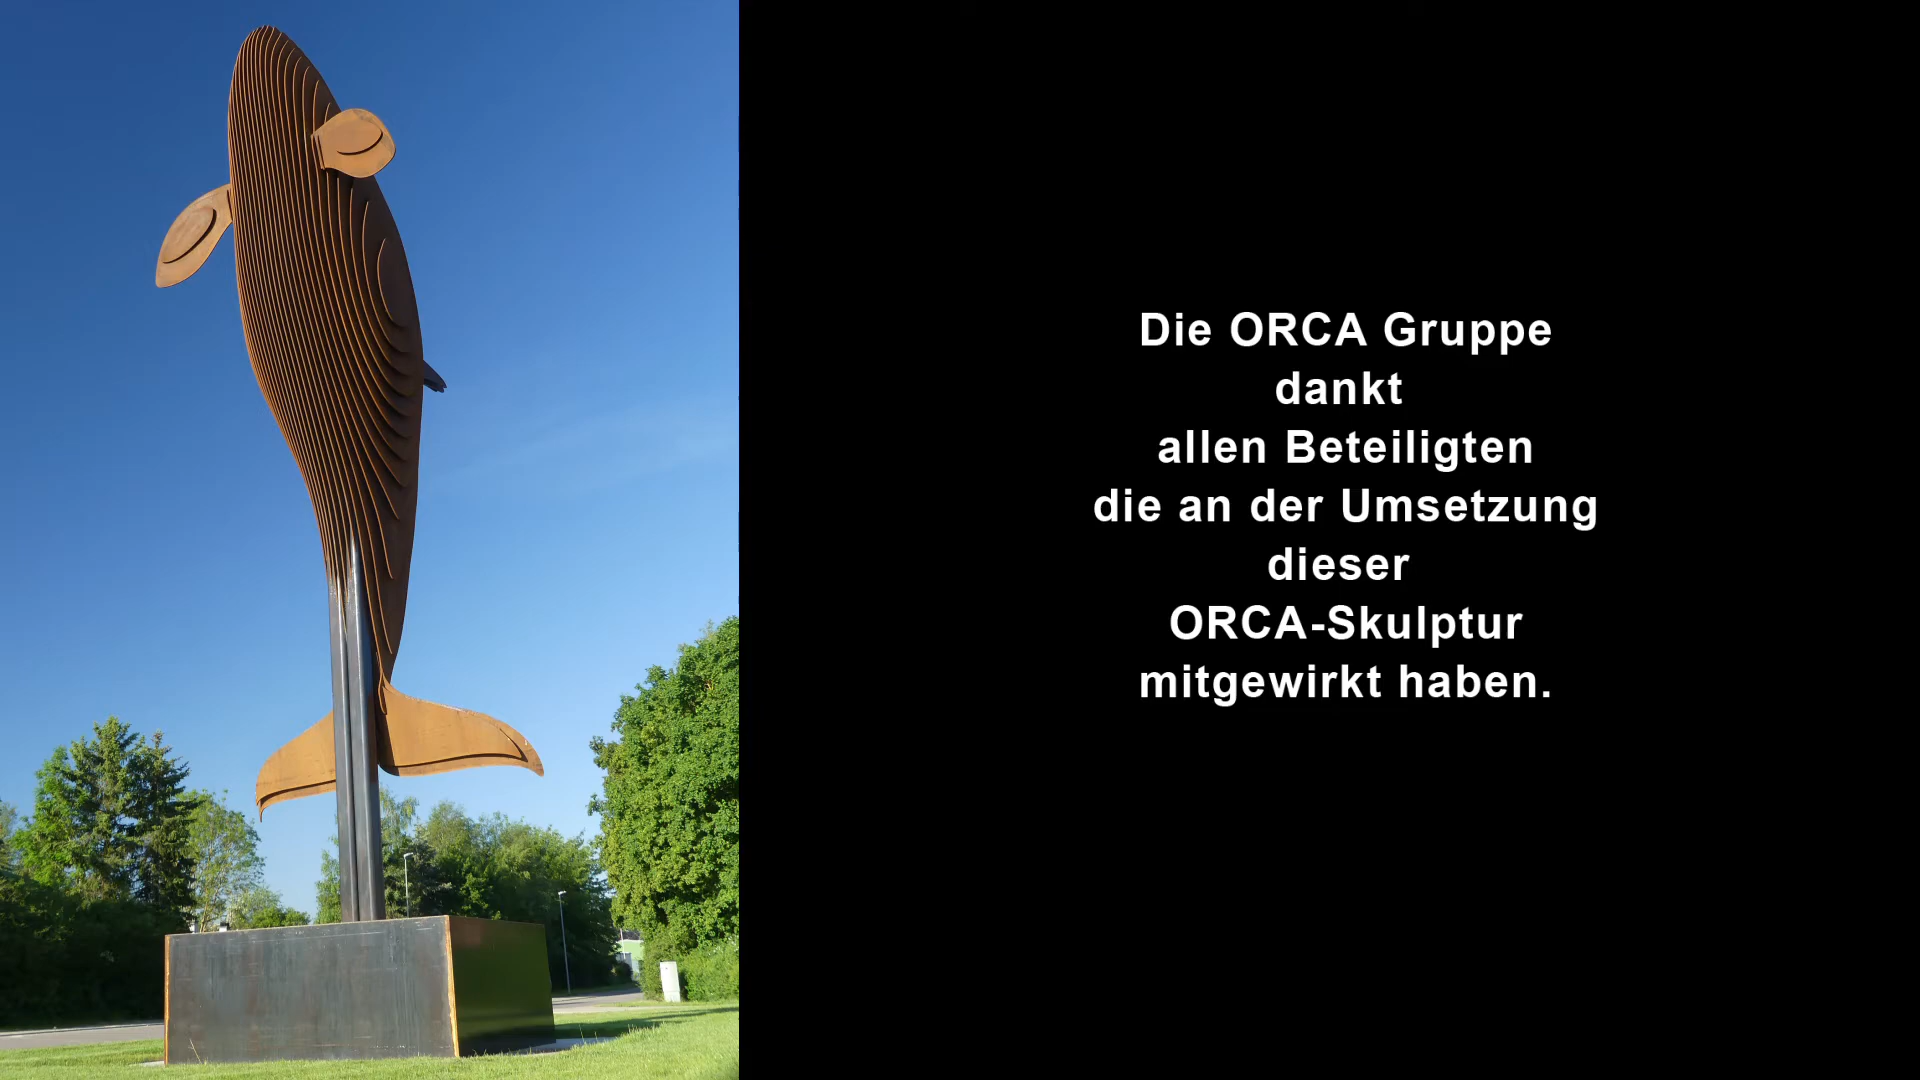 Die ORCA Gruppe
dankt
allen Beteiligten
die an der Umsetzung
dieser
ORCA-Skulptur
mitgewirkt haben.